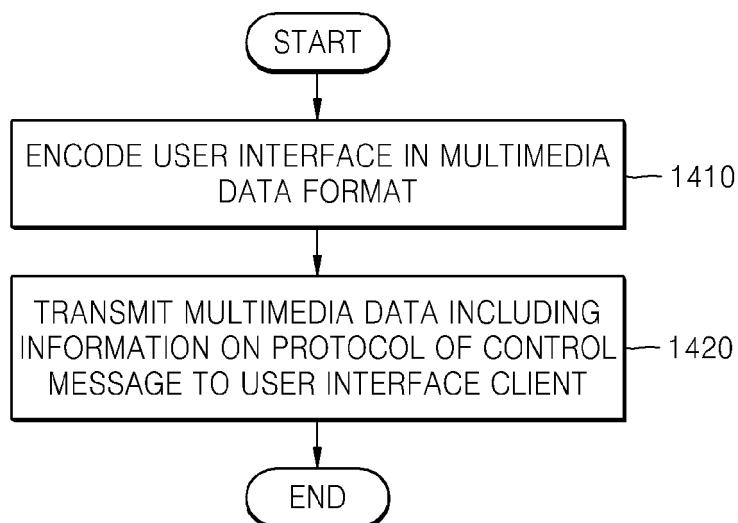 START
ENCODE USER INTERFACE IN MULTIMEDIA
DATA FORMAT
1410
TRANSMIT MULTIMEDIA DATA INCLUDING
INFORMATION ON PROTOCOL OF CONTROL
MESSAGE TO USER INTERFACE CLIENT
1420
END